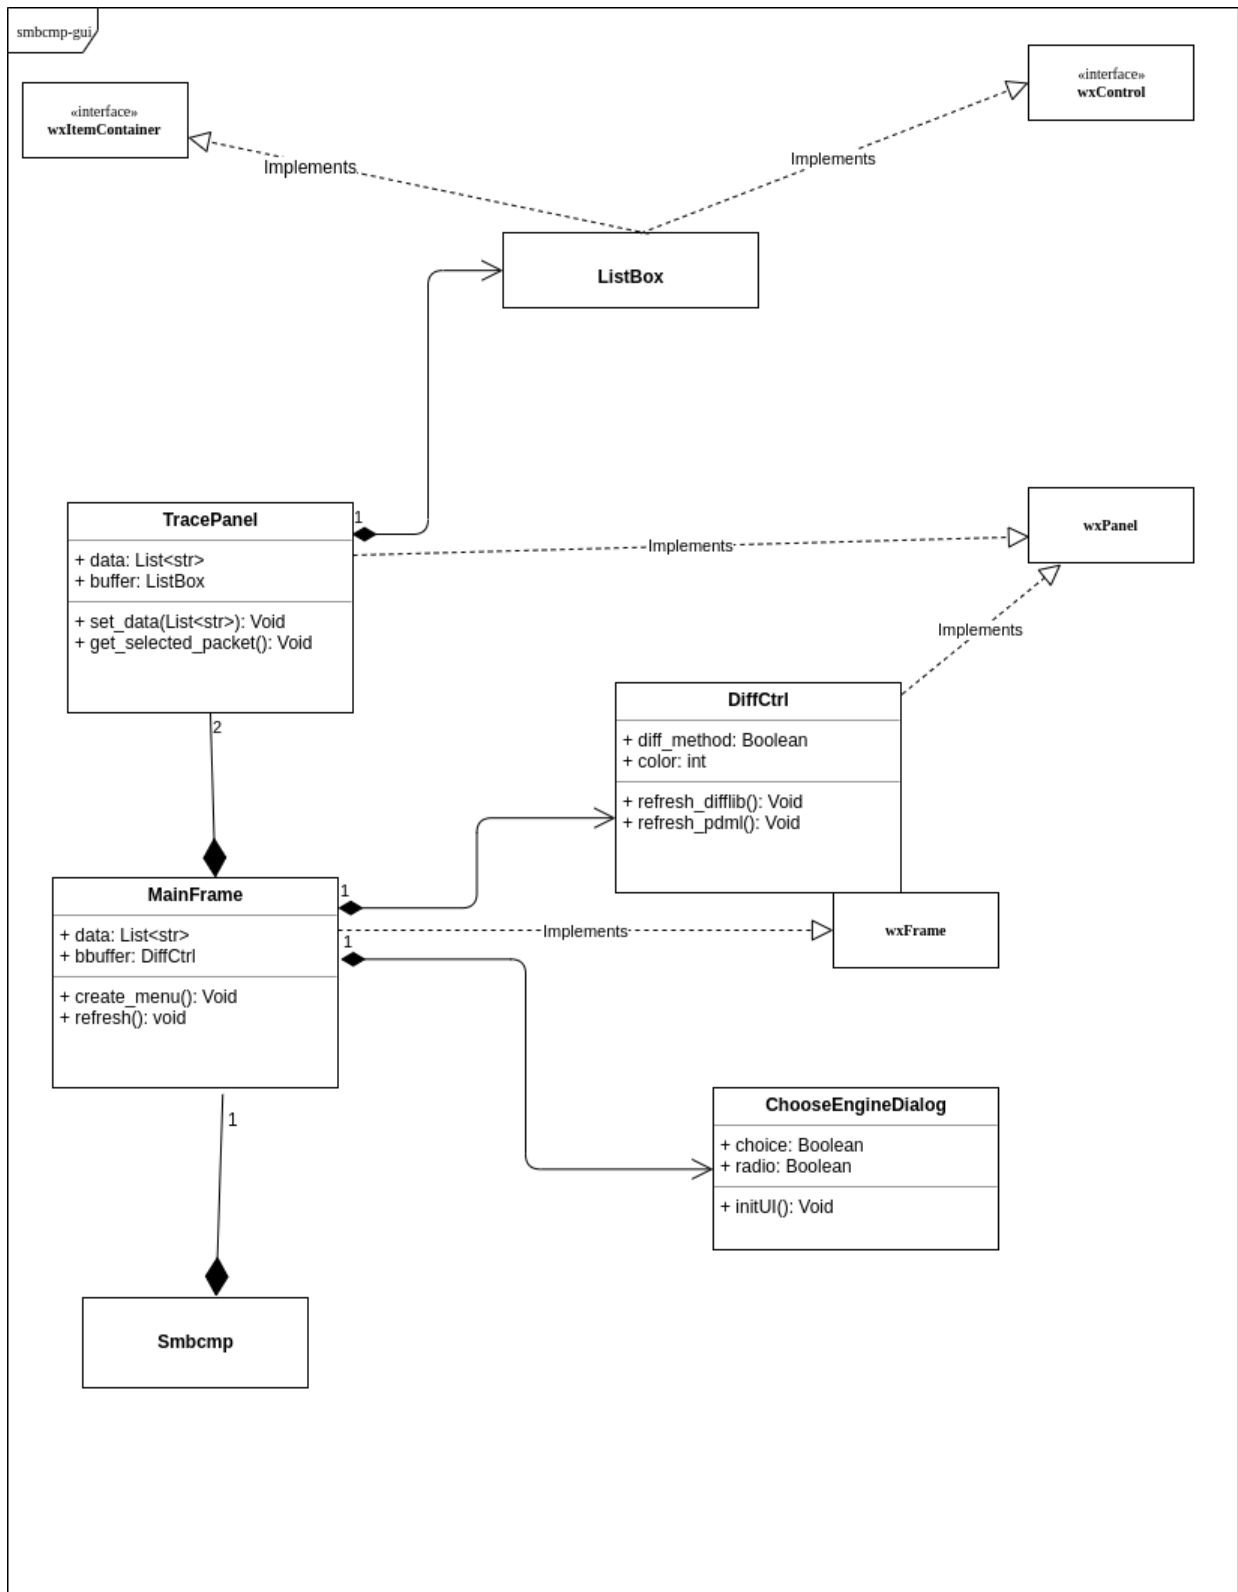 smbcmp-gui
«interface»
wxControl
«interface»
wxItemContainer
Implements
Implements
ListBox
TracePanel
+ data: List<str>
+ buffer: ListBox
+ set_data(List<str>): Void
+ get_selected_packet(): Void
1
Implements
wxPanel
Implements
2
DiffCtrl
+ diff_method: Boolean
+ color: int
+ refresh_difflib(): Void
+ refresh_pdml(): Void
MainFrame
+ data: List<str>
+ bbuffer: DiffCtrl
+ create_menu(): Void
+ refresh(): void
1
Implements
wxFrame
1
ChooseEngineDialog
+ choice: Boolean
+ radio: Boolean
+ initUI(): Void
1
Smbcmp